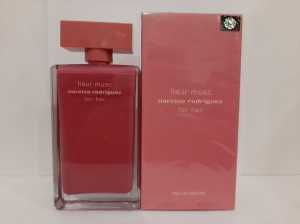 fleur musc
narciso rodriguez
for her
fleur musc
narciso rodriguez
for her
eau de parfum